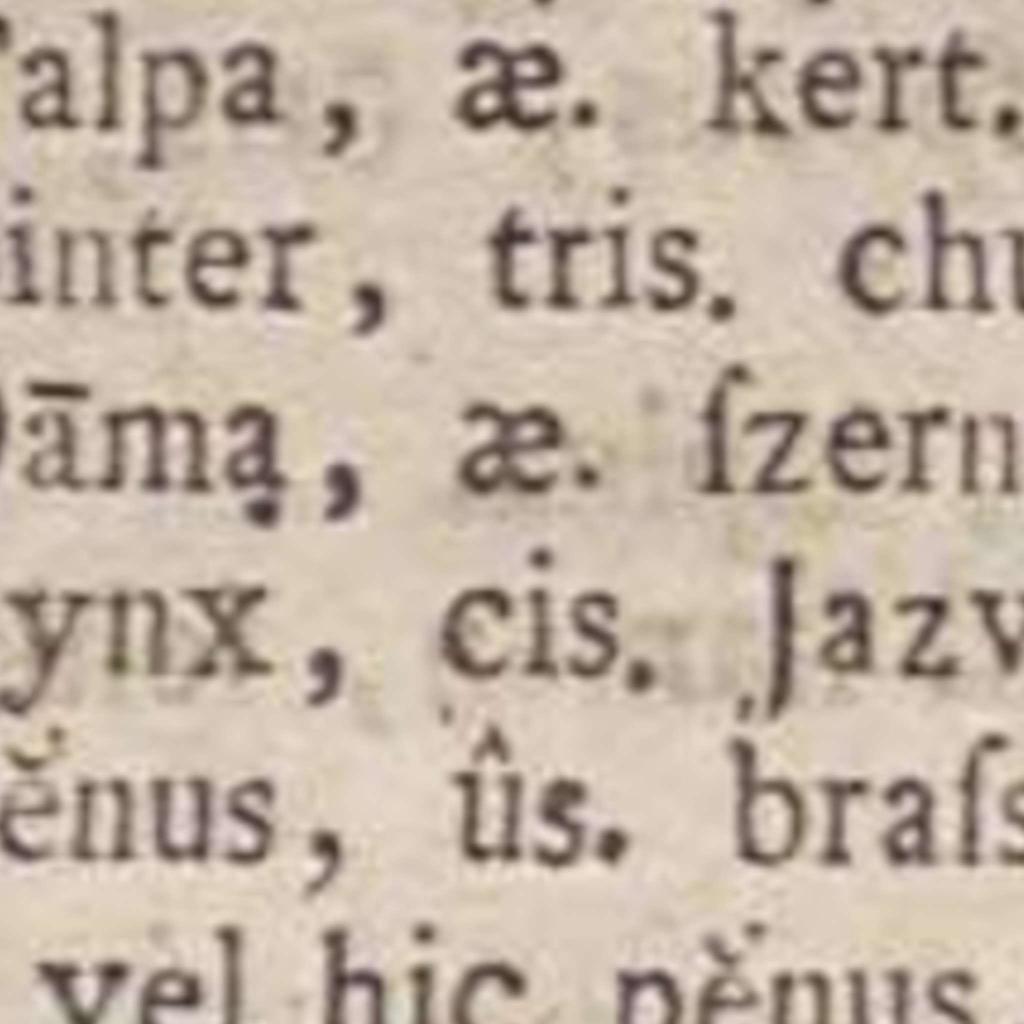 alpa, æ. kert.
inter, tris. chu
āmą, æ. ſzern
ynx, cis. Jazv
ĕnus, ûs. braſs
vel hic pĕnus